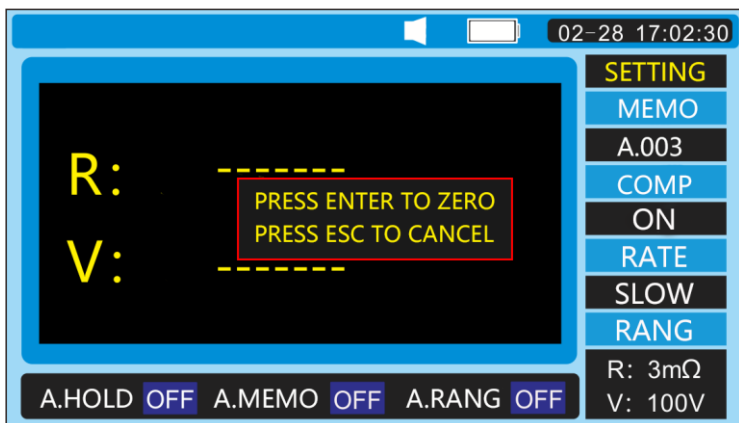 02-28 17:02:30
R: -------
V: -------
PRESS ENTER TO ZERO
PRESS ESC TO CANCEL
SETTING
MEMO
A.003
COMP
ON
RATE
SLOW
RANG
R: 3mΩ
V: 100V
A.HOLD OFF A.MEMO OFF A.RANG OFF